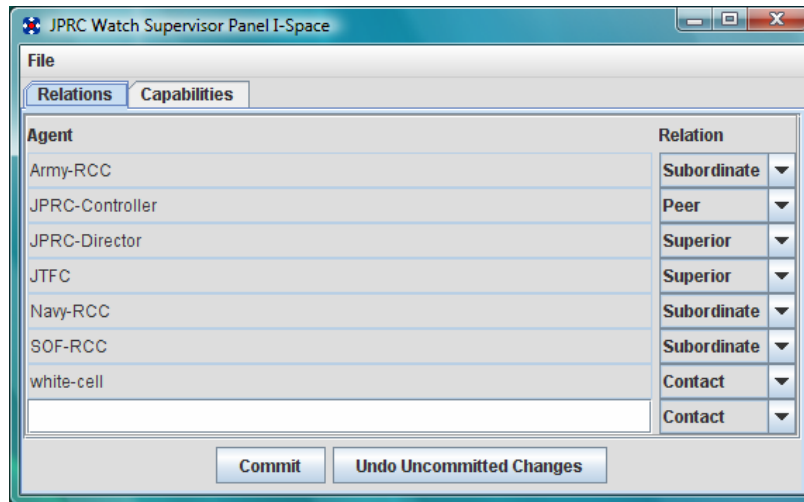 JPRC Watch Supervisor Panel I-Space
File
Relations Capabilities
Agent Relation
Army-RCC Subordinate
JPRC-Controller Peer
JPRC-Director Superior
JTFC Superior
Navy-RCC Subordinate
SOF-RCC Subordinate
white-cell Contact
Contact
Commit Undo Uncommitted Changes